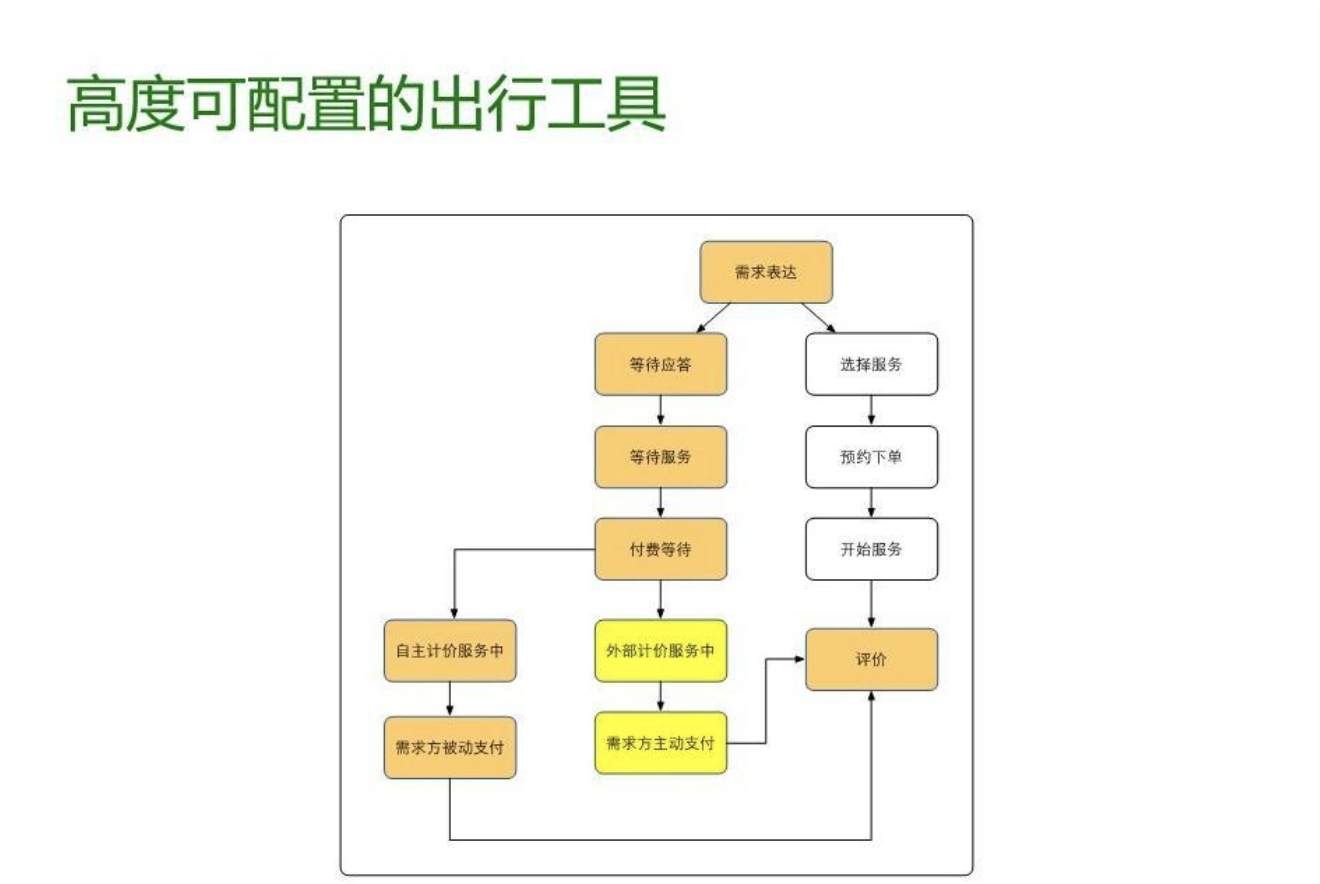 高度可配置的出行工具
需求表达
等待应答
选择服务
等待服务
预约下单
付费等待
开始服务
自主计价服务中
外部计价服务中
评价
需求方被动支付
需求方主动支付